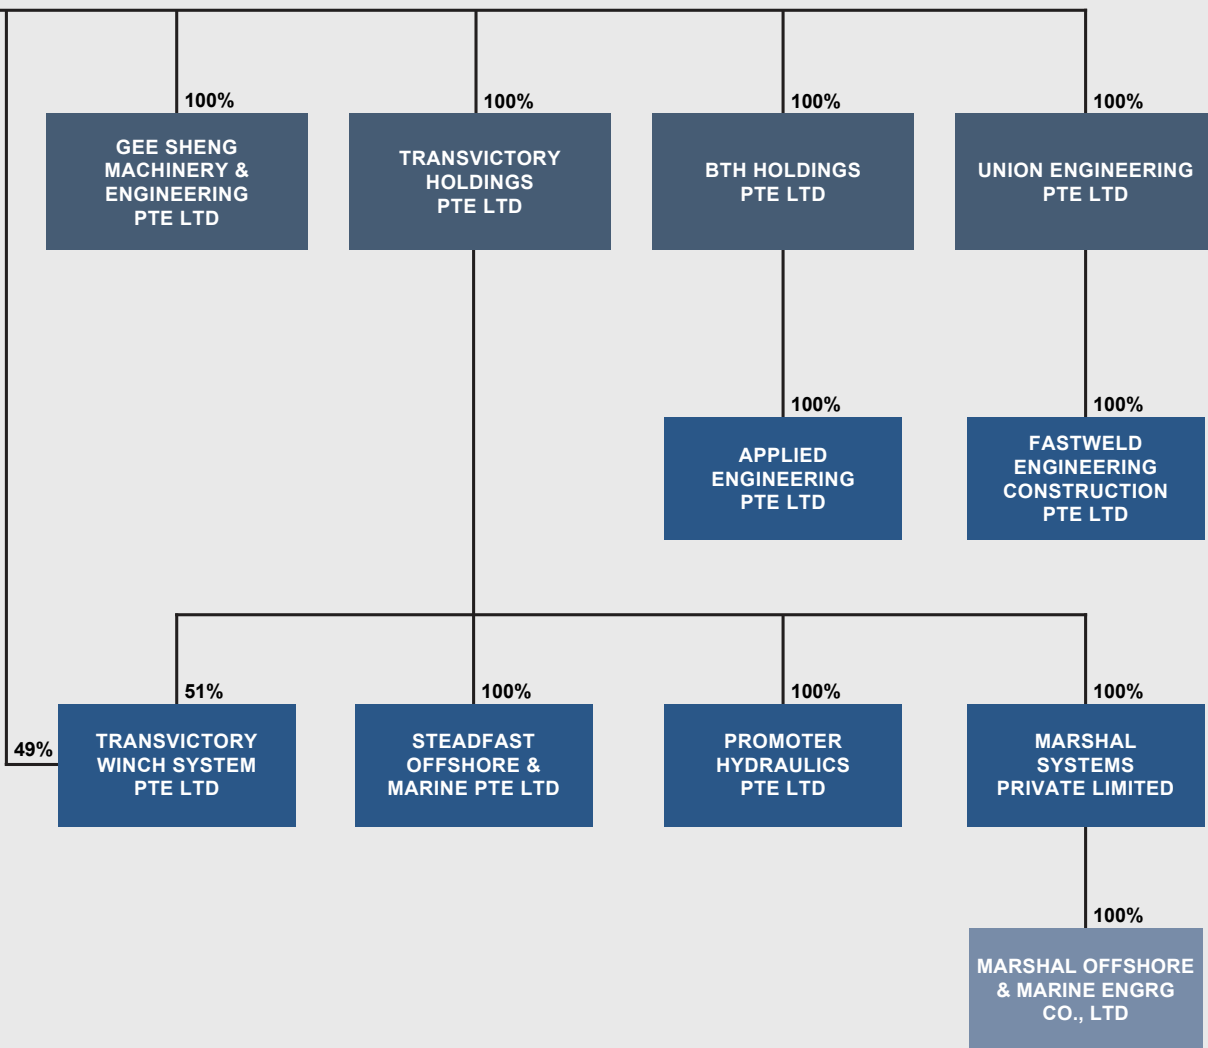 100%
100%
100%
100%
GEE SHENG
MACHINERY &
ENGINEERING
PTE LTD
TRANSVICTORY
HOLDINGS
PTE LTD
BTH HOLDINGS
PTE LTD
UNION ENGINEERING
PTE LTD
100%
100%
APPLIED
ENGINEERING
PTE LTD
FASTWELD
ENGINEERING
CONSTRUCTION
PTE LTD
51%
100%
100%
100%
49%
TRANSVICTORY
WINCH SYSTEM
PTE LTD
STEADFAST
OFFSHORE &
MARINE PTE LTD
PROMOTER
HYDRAULICS
PTE LTD
MARSHAL
SYSTEMS
PRIVATE LIMITED
100%
MARSHAL OFFSHORE
& MARINE ENGRG
CO., LTD